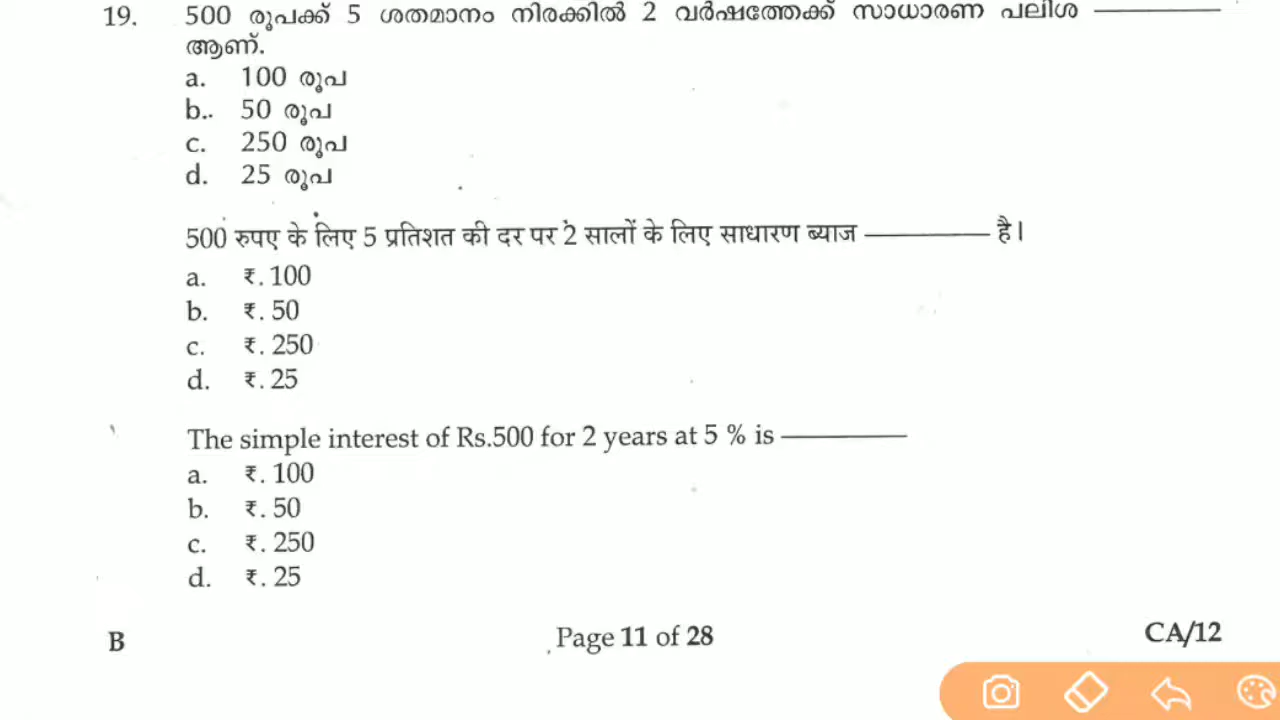 19. 500 രൂപക്ക് 5 ശതമാനം നിരക്കിൽ 2 വർഷത്തേക്ക് സാധാരണ പലിശ ————
ആണ്.
a. 100 രൂപ
b.. 50 രൂപ
c. 250 രൂപ
d. 25 രൂപ
500 रुपए के लिए 5 प्रतिशत की दर पर 2 सालों के लिए साधारण ब्याज ———— है।
a. ₹. 100
b. ₹. 50
c. ₹. 250
d. ₹. 25
The simple interest of Rs.500 for 2 years at 5 % is ————
a. ₹. 100
b. ₹. 50
c. ₹. 250
d. ₹. 25
B Page 11 of 28 CA/12